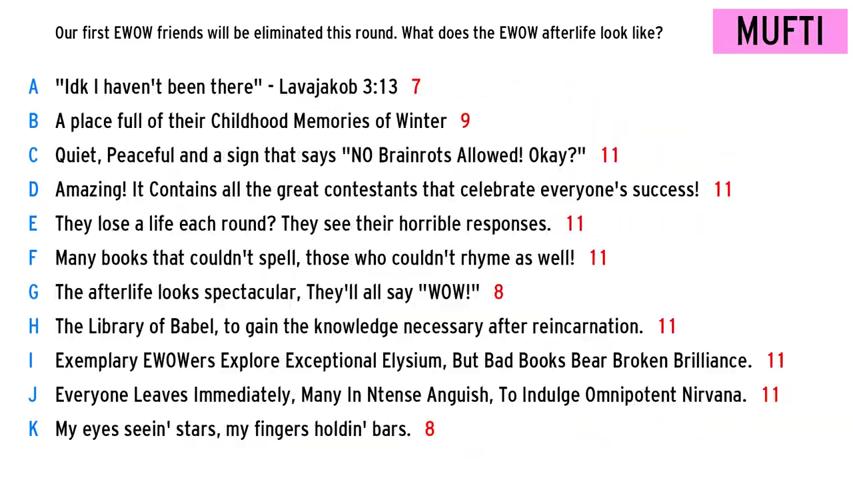 Our first EWOW friends will be eliminated this round. What does the EWOW afterlife look like?
MUFTI
A "Idk I haven't been there" - Lavajakob 3:13 7
B A place full of their Childhood Memories of Winter 9
C Quiet, Peaceful and a sign that says "NO Brainrots Allowed! Okay?" 11
D Amazing! It Contains all the great contestants that celebrate everyone's success! 11
E They lose a life each round? They see their horrible responses. 11
F Many books that couldn't spell, those who couldn't rhyme as well! 11
G The afterlife looks spectacular, They'll all say "WOW!" 8
H The Library of Babel, to gain the knowledge necessary after reincarnation. 11
I Exemplary EWOWers Explore Exceptional Elysium, But Bad Books Bear Broken Brilliance. 11
J Everyone Leaves Immediately, Many In Ntense Anguish, To Indulge Omnipotent Nirvana. 11
K My eyes seein' stars, my fingers holdin' bars. 8